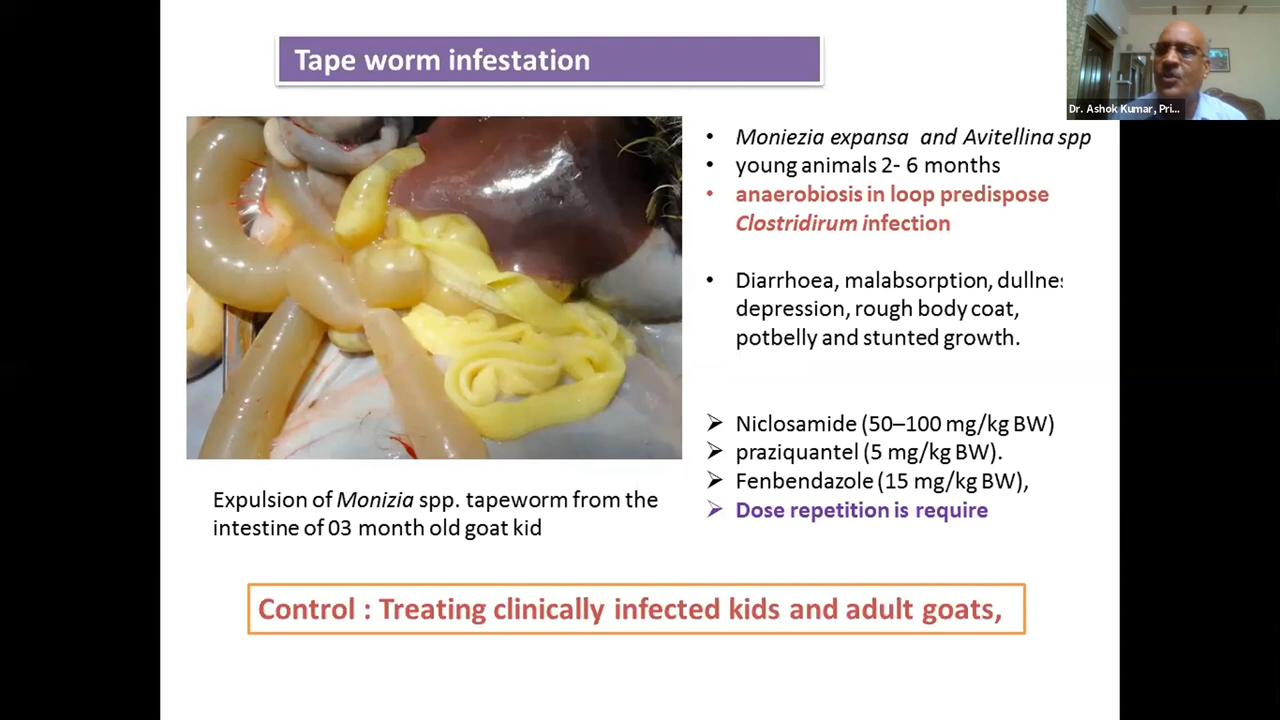 Tape worm infestation
Dr. Ashok Kumar, Pri...
Moniezia expansa and Avitellina spp
young animals 2- 6 months
anaerobiosis in loop predispose
Clostridirum infection
Diarrhoea, malabsorption, dullnes
depression, rough body coat,
potbelly and stunted growth.
Niclosamide (50–100 mg/kg BW)
praziquantel (5 mg/kg BW).
Fenbendazole (15 mg/kg BW),
Dose repetition is require
Expulsion of Monizia spp. tapeworm from the
intestine of 03 month old goat kid
Control : Treating clinically infected kids and adult goats,